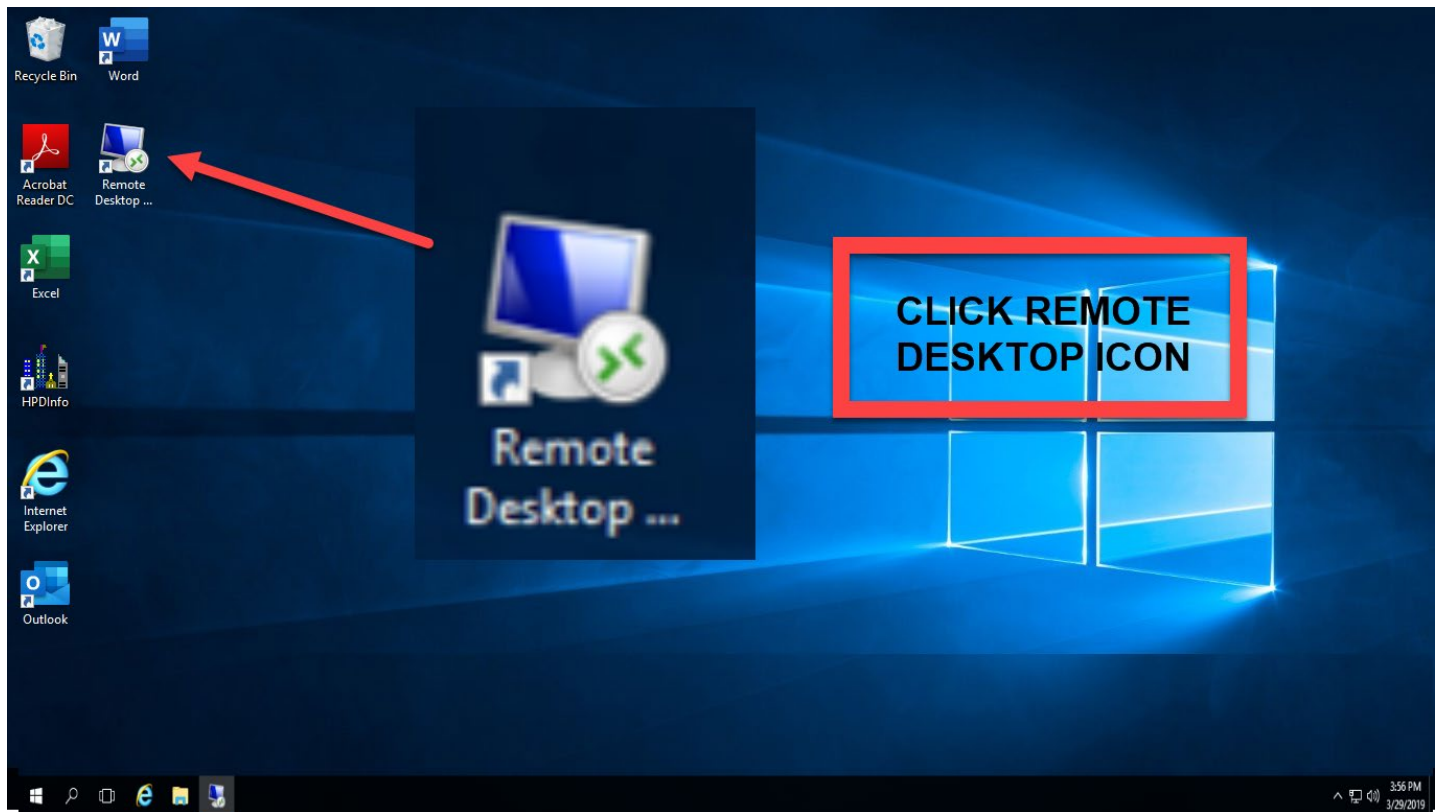 Recycle Bin
Word
Acrobat
Reader DC
Remote
Desktop ...
Excel
HPDInfo
Internet
Explorer
Outlook
Remote
Desktop ...
CLICK REMOTE
DESKTOP ICON
3:56 PM
3/29/2019